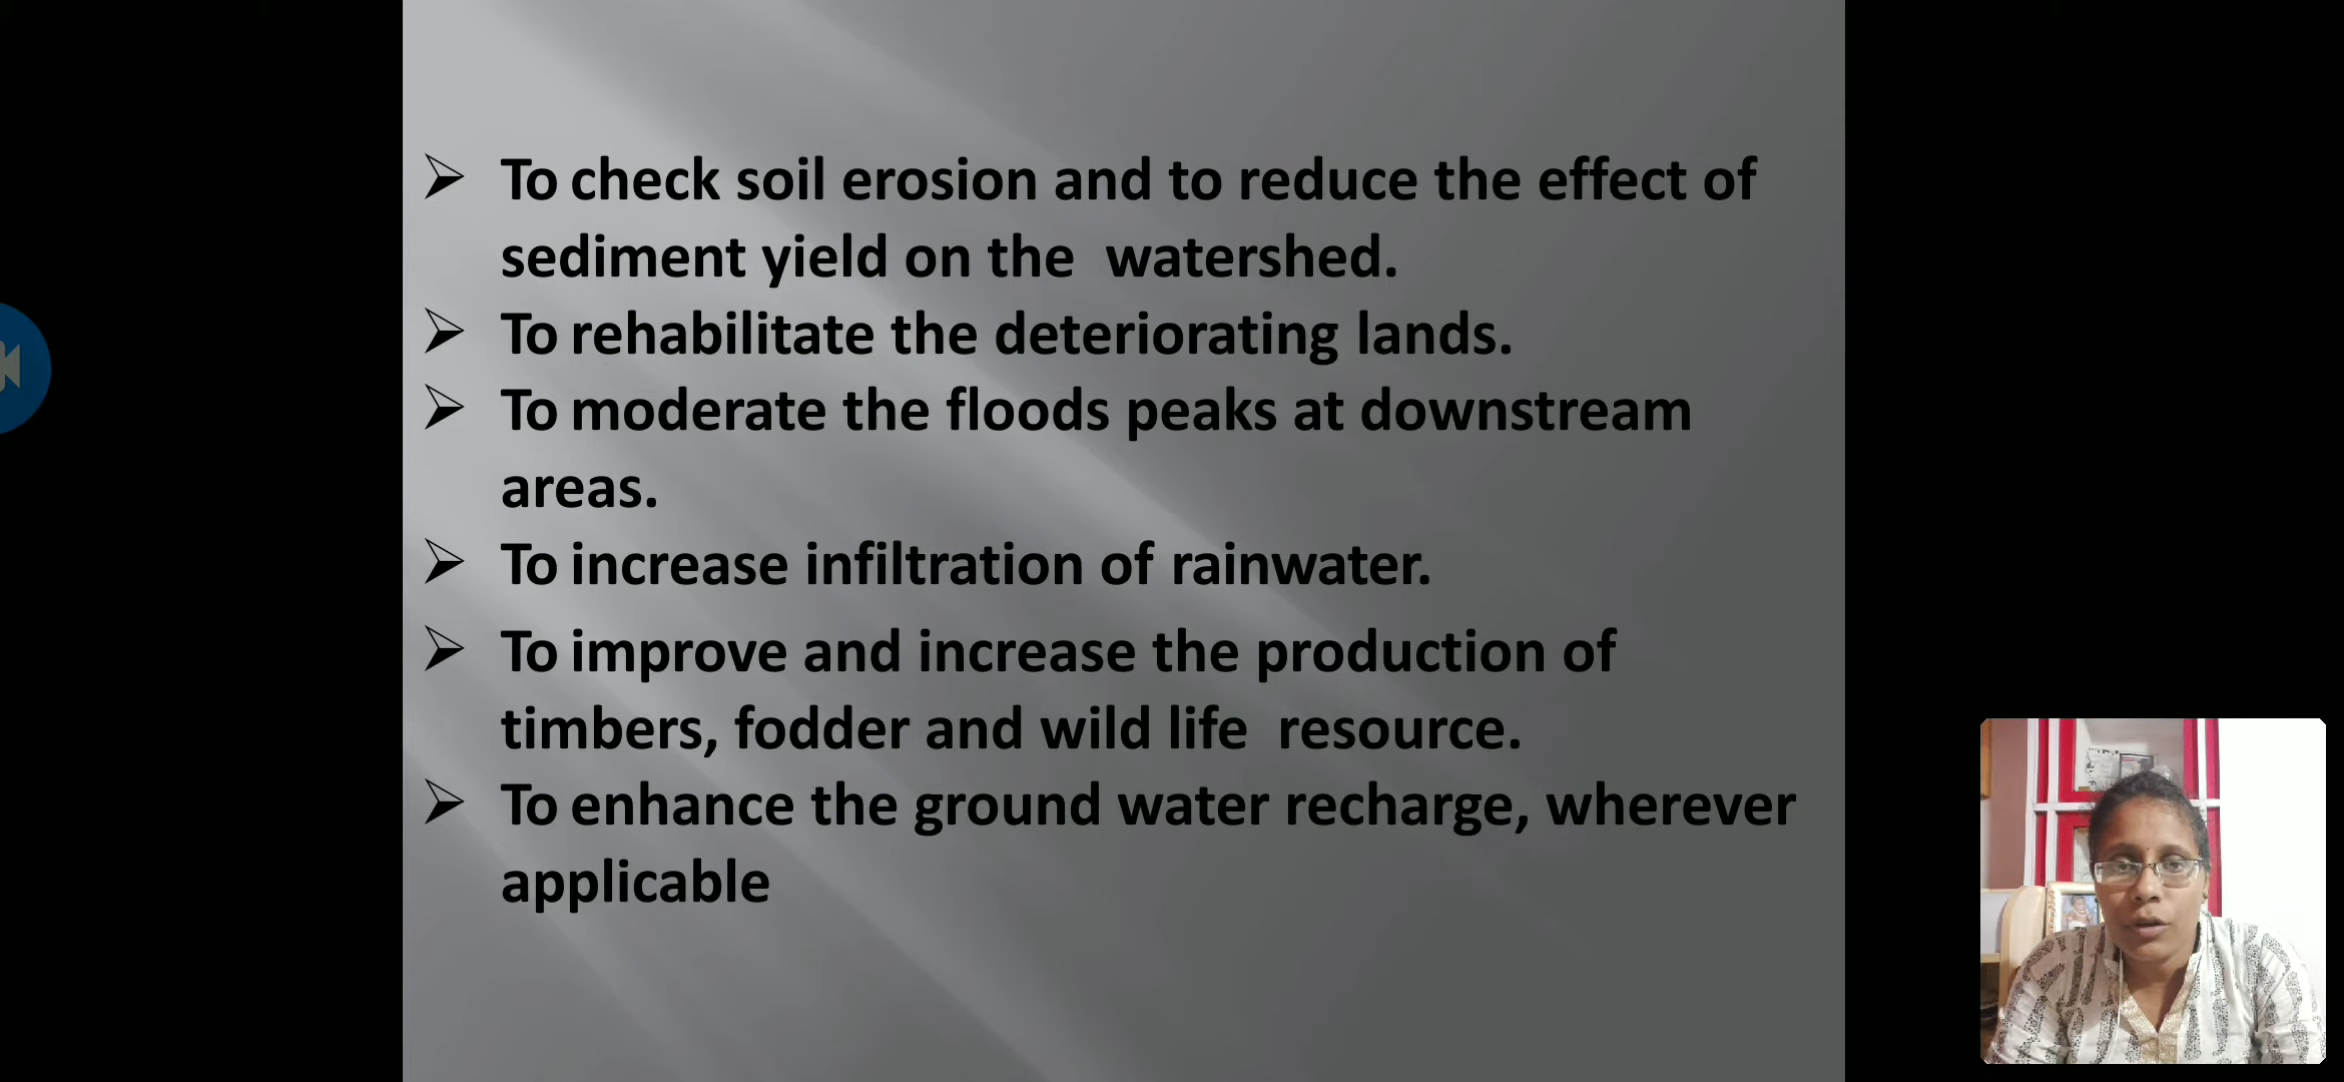 ➢ To check soil erosion and to reduce the effect of
sediment yield on the watershed.
➢ To rehabilitate the deteriorating lands.
➢ To moderate the floods peaks at downstream
areas.
➢ To increase infiltration of rainwater.
➢ To improve and increase the production of
timbers, fodder and wild life resource.
➢ To enhance the ground water recharge, wherever
applicable